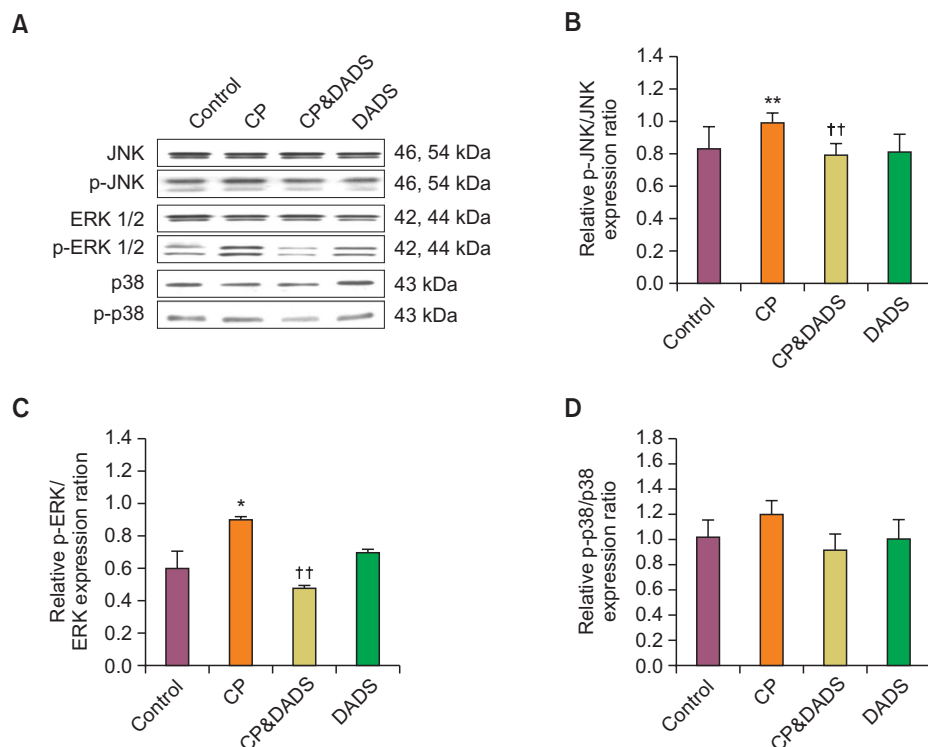 A
Control CP CP&DADS DADS
JNK 46, 54 kDa
p-JNK 46, 54 kDa
ERK 1/2 42, 44 kDa
p-ERK 1/2 42, 44 kDa
p38 43 kDa
p-p38 43 kDa
B
Relative p-JNK/JNK
expression ratio
1.4
1.2
1.0
0.8
0.6
0.4
0.2
0.0
**
††
Control CP CP&DADS DADS
C
Relative p-ERK/
ERK expression ration
1.4
1.2
1.0
0.8
0.6
0.4
0.2
0.0
*
††
Control CP CP&DADS DADS
D
Relative p-p38/p38
expression ratio
1.8
1.6
1.4
1.2
1.0
0.8
0.6
0.4
0.2
0.0
Control CP CP&DADS DADS